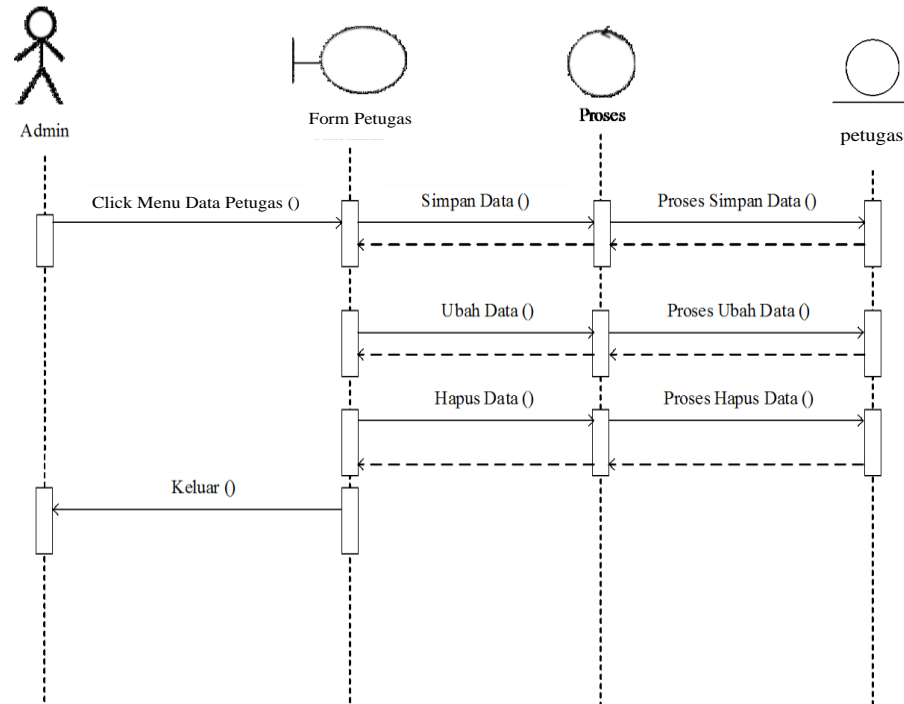 Admin
Form Petugas
Proses
petugas
Click Menu Data Petugas ()
Simpan Data ()
Proses Simpan Data ()
Ubah Data ()
Proses Ubah Data ()
Hapus Data ()
Proses Hapus Data ()
Keluar ()